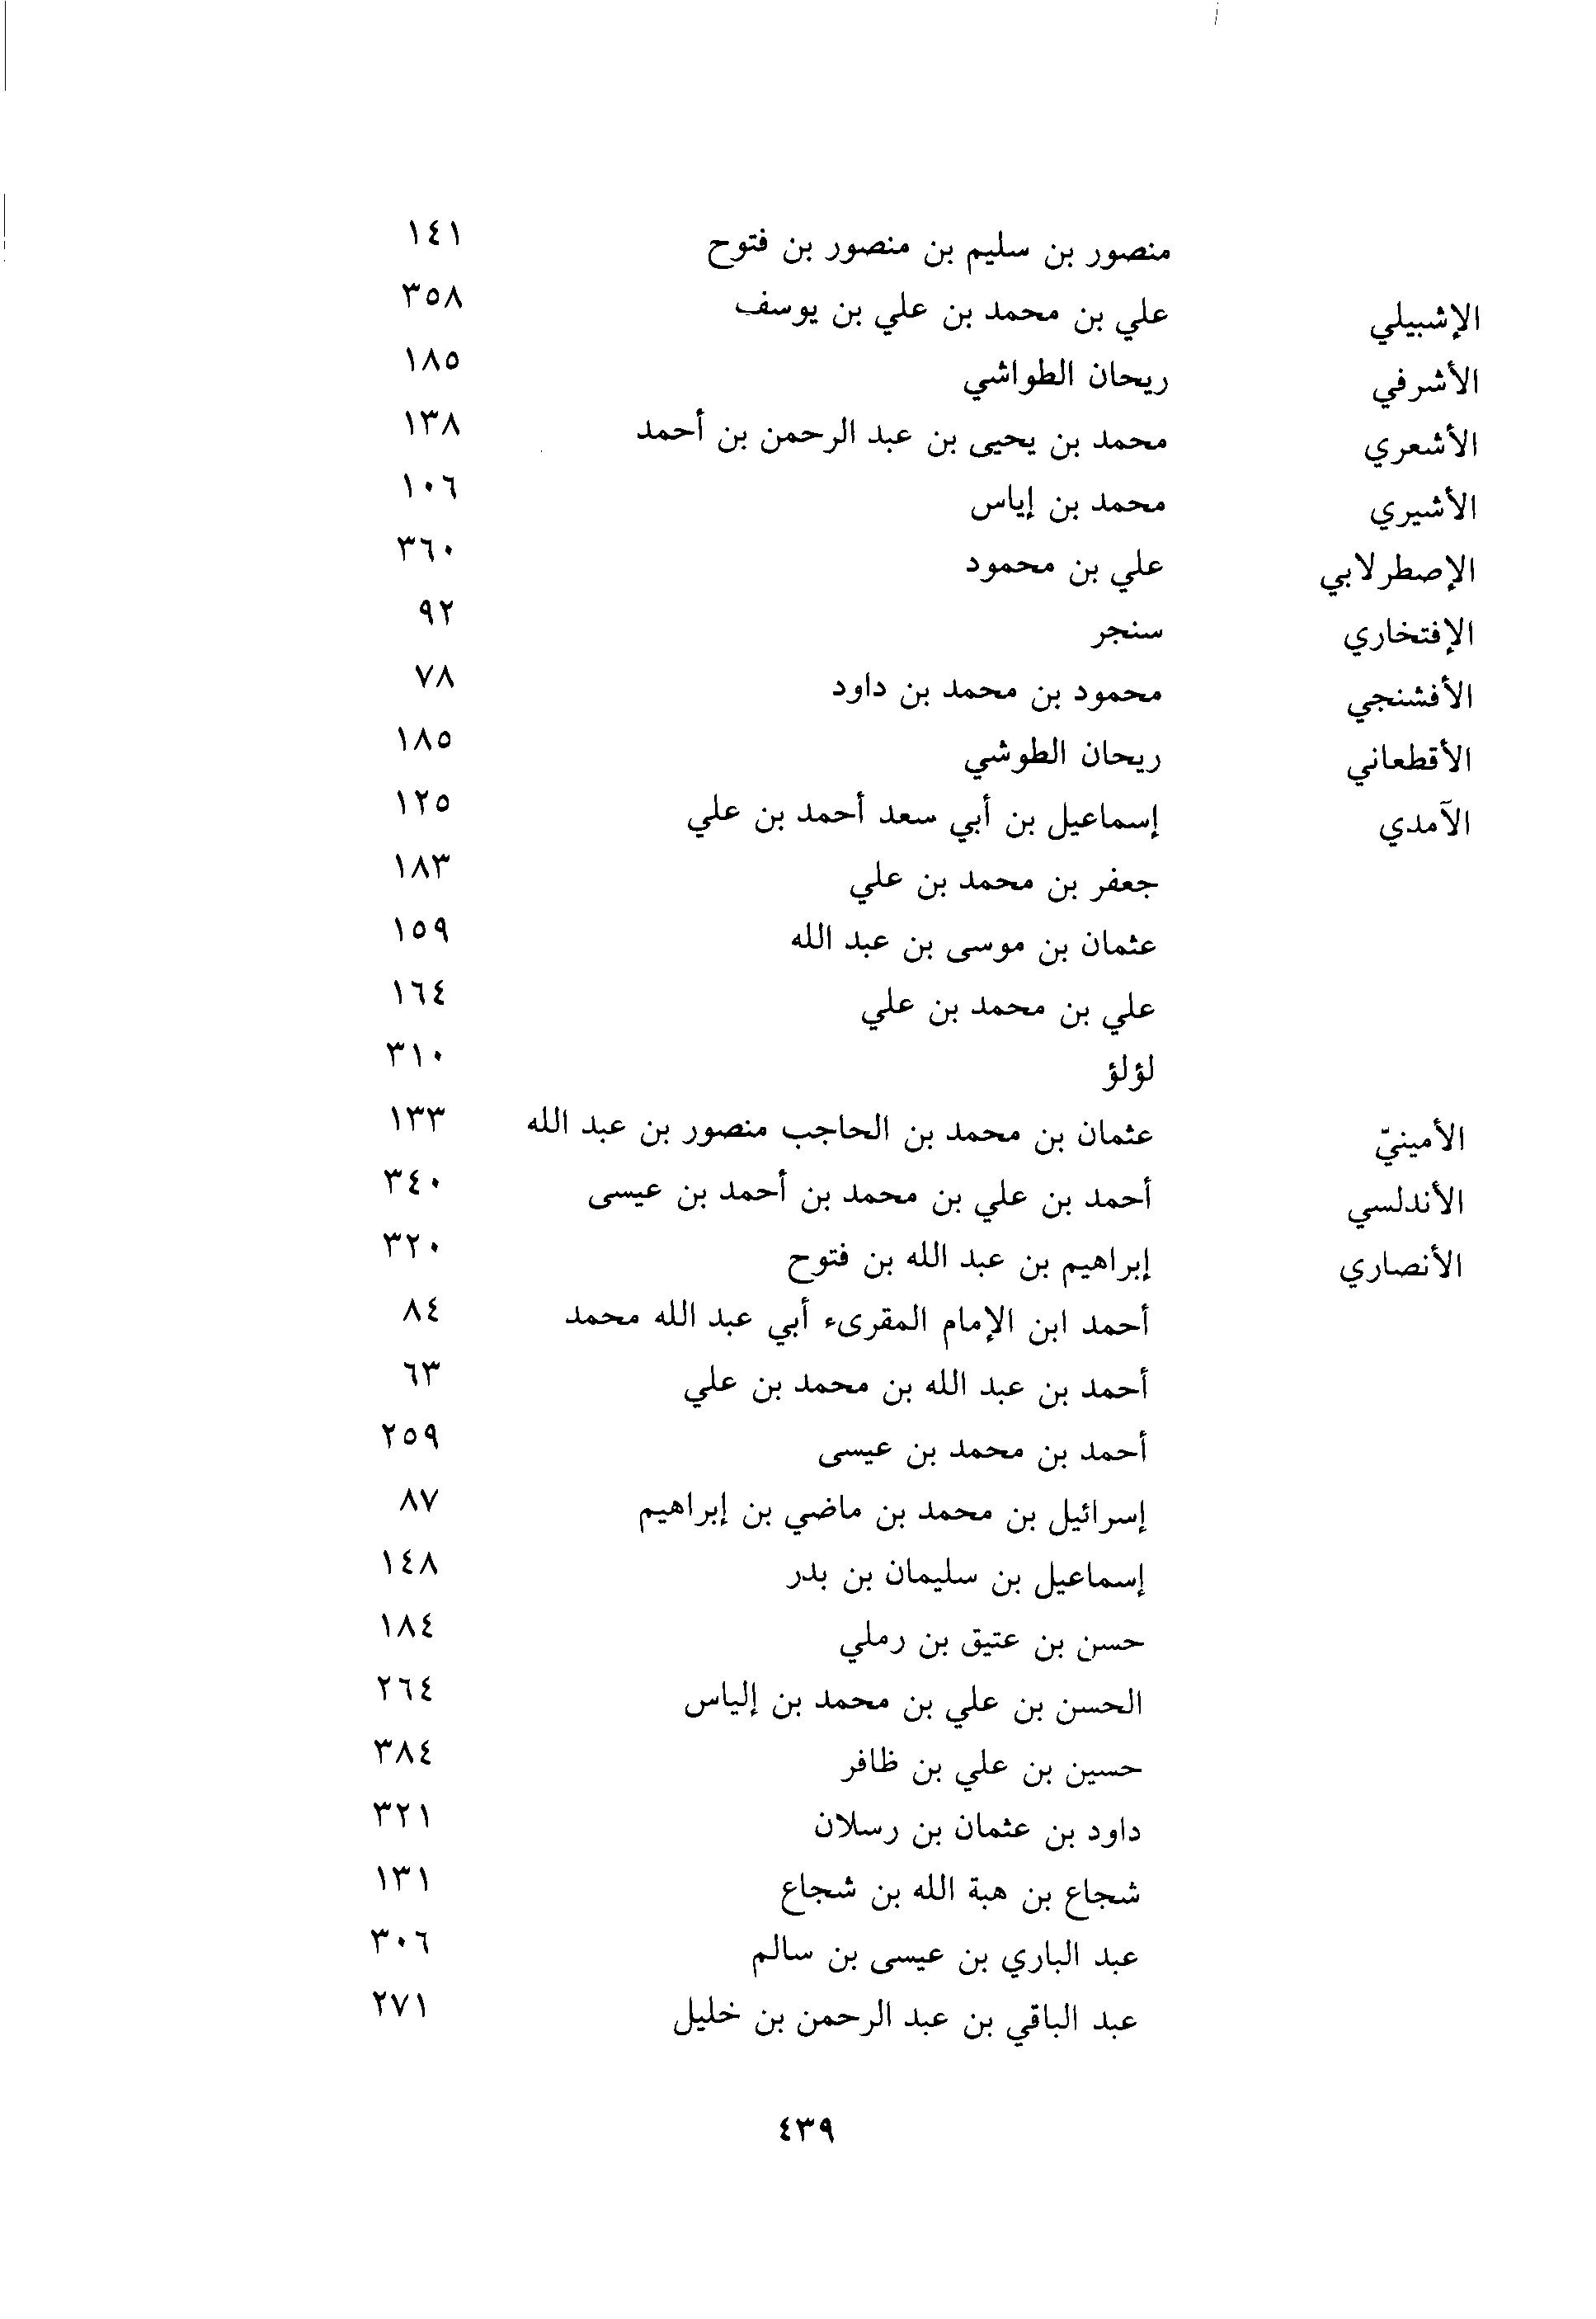 منصور بن سليم بن منصور بن فتوح ١٤١
الإشبيلي علي بن محمد بن علي بن يوسف ٣٥٨
الأشرفي ريحان الطواشي ١٨٥
الأشعري محمد بن يحيى بن عبد الرحمن بن أحمد ١٣٨
الأشيري محمد بن إياس ١٠٦
الإصطرلابي علي بن محمود ٣٦٠
الإفتخاري سنجر ٩٢
الأفشنجي محمود بن محمد بن داود ٧٨
الأقطعاني ريحان الطوشي ١٨٥
الآمدي إسماعيل بن أبي سعد أحمد بن علي ١٢٥
جعفر بن محمد بن علي ١٨٣
عثمان بن موسى بن عبد الله ١٥٩
علي بن محمد بن علي ١٦٤
لؤلؤ ٣١٠
الأمينيّ عثمان بن محمد بن الحاجب منصور بن عبد الله ١٣٣
الأندلسي أحمد بن علي بن محمد بن أحمد بن عيسى ٣٤٠
الأنصاري إبراهيم بن عبد الله بن فتوح ٣٢٠
أحمد ابن الإمام المقرىء أبي عبد الله محمد ٨٤
أحمد بن عبد الله بن محمد بن علي ٦٣
أحمد بن محمد بن عيسى ٢٥٩
إسرائيل بن محمد بن ماضي بن إبراهيم ٨٧
إسماعيل بن سليمان بن بدر ١٤٨
حسن بن عتيق بن رملي ١٨٤
الحسن بن علي بن محمد بن إلياس ٢٦٤
حسين بن علي بن ظافر ٣٨٤
داود بن عثمان بن رسلان ٣٢١
شجاع بن هبة الله بن شجاع ١٣١
عبد الباري بن عيسى بن سالم ٣٠٦
عبد الباقي بن عبد الرحمن بن خليل ٢٧١
٤٣٩